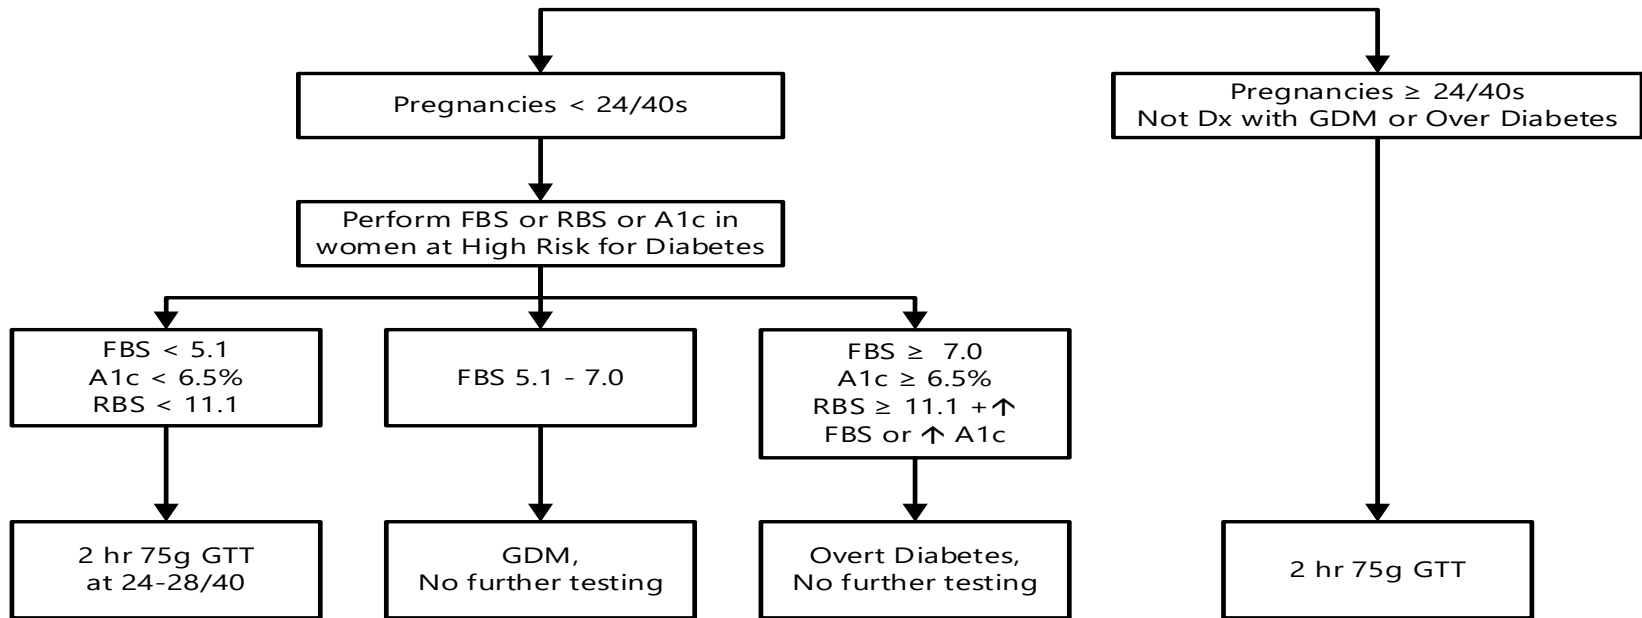 Pregnancies < 24/40s
Pregnancies ≥ 24/40s
Not Dx with GDM or Over Diabetes
Perform FBS or RBS or A1c in
women at High Risk for Diabetes
FBS < 5.1
A1c < 6.5%
RBS < 11.1
FBS 5.1 - 7.0
FBS ≥ 7.0
A1c ≥ 6.5%
RBS ≥ 11.1 + ↑
FBS or ↑ A1c
2 hr 75g GTT
at 24-28/40
GDM,
No further testing
Overt Diabetes,
No further testing
2 hr 75g GTT